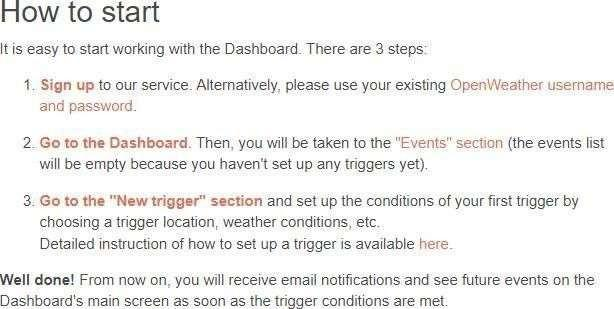 How to start
It is easy to start working with the Dashboard. There are 3 steps:
1. Sign up to our service. Alternatively, please use your existing OpenWeather username
and password.
2. Go to the Dashboard. Then, you will be taken to the "Events" section (the events list
will be empty because you haven't set up any triggers yet).
3. Go to the "New trigger" section and set up the conditions of your first trigger by
choosing a trigger location, weather conditions, etc.
Detailed instruction of how to set up a trigger is available here.
Well done! From now on, you will receive email notifications and see future events on the
Dashboard's main screen as soon as the trigger conditions are met.